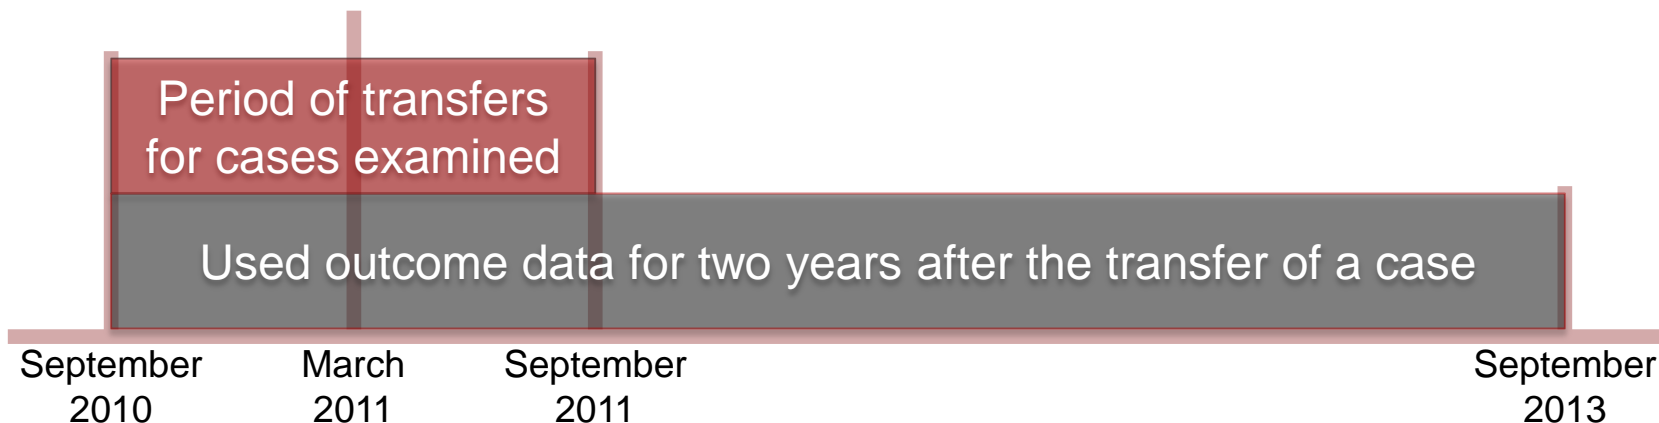 Period of transfers
for cases examined
Used outcome data for two years after the transfer of a case
September
2010
March
2011
September
2011
September
2013